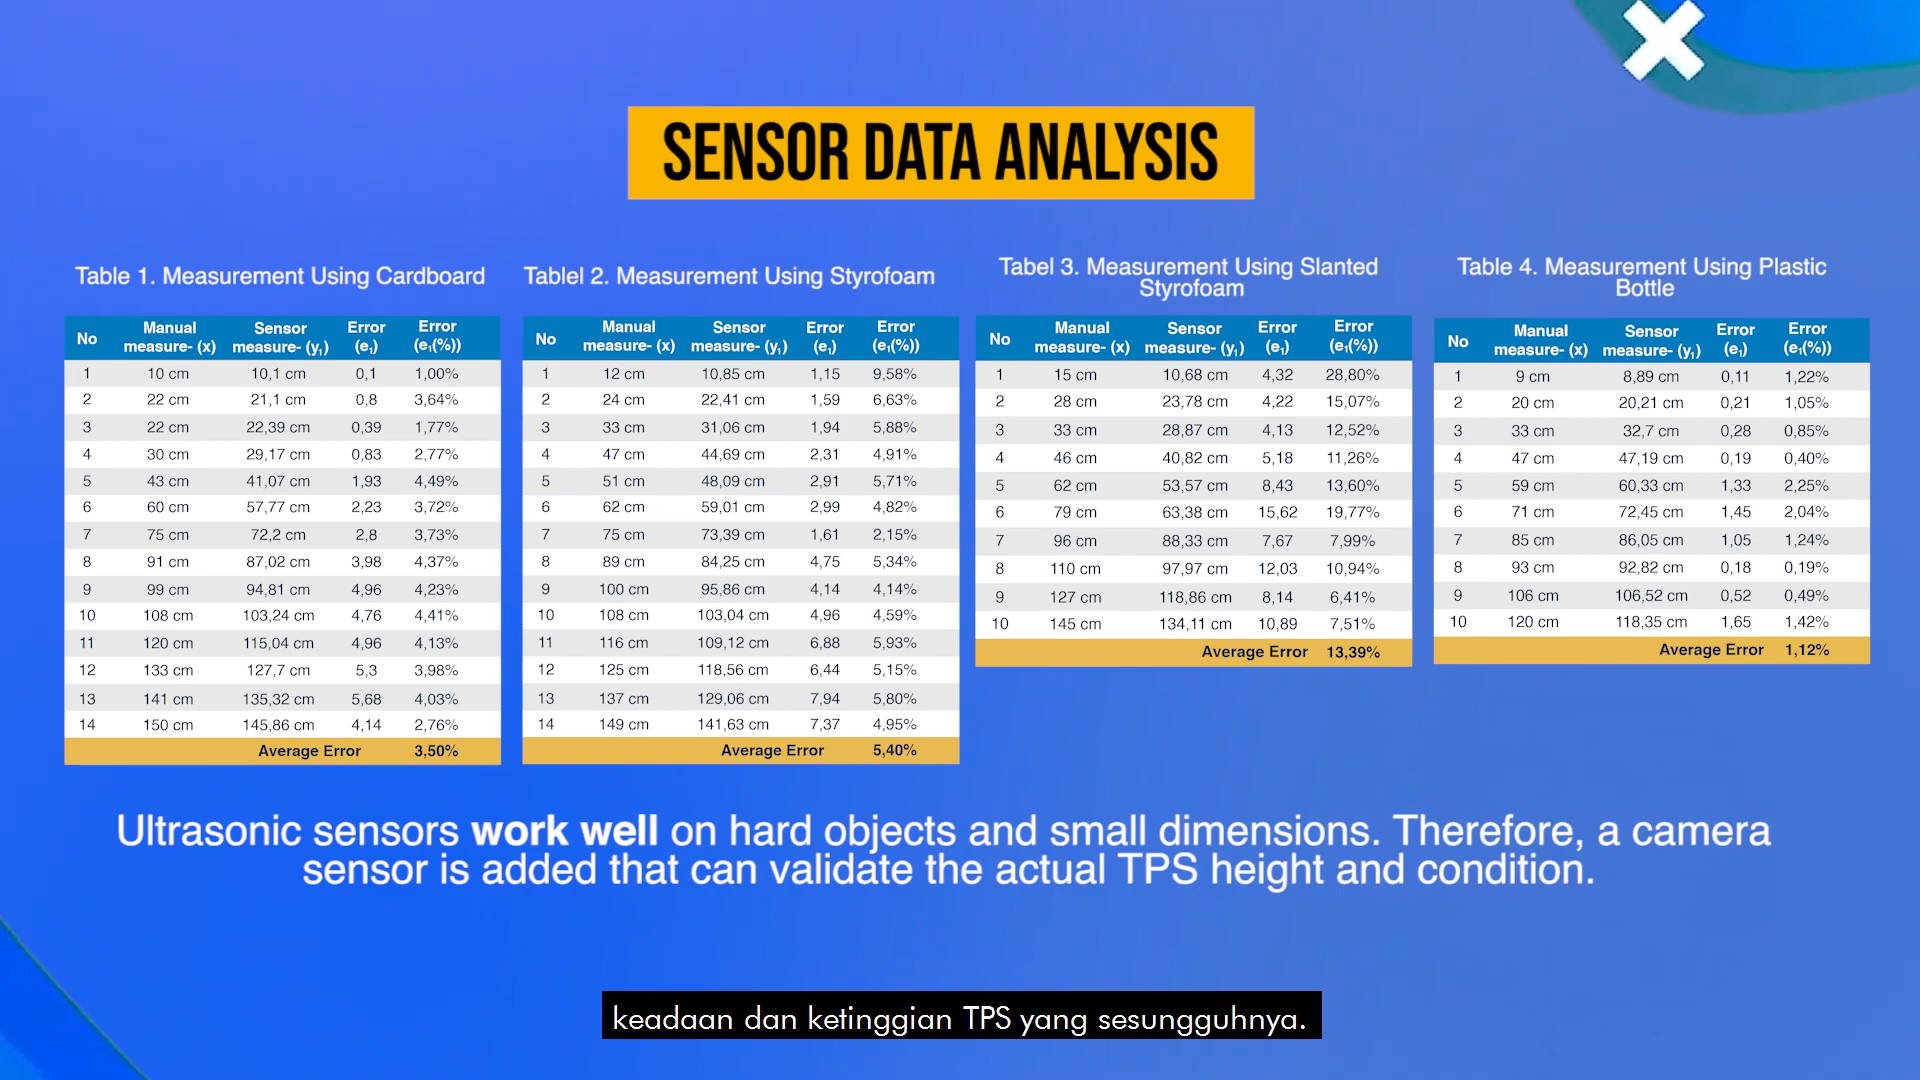 SENSOR DATA ANALYSIS
Table 1. Measurement Using Cardboard
No Manual measure- (x) Sensor measure- (y₁) Error (e₁) Error (e₁(%))
1 10 cm 10,1 cm 0,1 1,00%
2 22 cm 21,1 cm 0,8 3,64%
3 22 cm 22,39 cm 0,39 1,77%
4 30 cm 29,17 cm 0,83 2,77%
5 43 cm 41,07 cm 1,93 4,49%
6 60 cm 57,77 cm 2,23 3,72%
7 75 cm 72,2 cm 2,8 3,73%
8 91 cm 87,02 cm 3,98 4,37%
9 99 cm 94,81 cm 4,96 4,23%
10 108 cm 103,24 cm 4,76 4,41%
11 120 cm 115,04 cm 4,96 4,13%
12 133 cm 127,7 cm 5,3 3,98%
13 141 cm 135,32 cm 5,68 4,03%
14 150 cm 145,86 cm 4,14 2,76%
Average Error 3,50%
Tablel 2. Measurement Using Styrofoam
No Manual measure- (x) Sensor measure- (y₁) Error (e₁) Error (e₁(%))
1 12 cm 10,85 cm 1,15 9,58%
2 24 cm 22,41 cm 1,59 6,63%
3 33 cm 31,06 cm 1,94 5,88%
4 47 cm 44,69 cm 2,31 4,91%
5 51 cm 48,09 cm 2,91 5,71%
6 62 cm 59,01 cm 2,99 4,82%
7 75 cm 73,39 cm 1,61 2,15%
8 89 cm 84,25 cm 4,75 5,34%
9 100 cm 95,86 cm 4,14 4,14%
10 108 cm 103,04 cm 4,96 4,59%
11 116 cm 109,12 cm 6,88 5,93%
12 125 cm 118,56 cm 6,44 5,15%
13 137 cm 129,06 cm 7,94 5,80%
14 149 cm 141,63 cm 7,37 4,95%
Average Error 5,40%
Tabel 3. Measurement Using Slanted
Styrofoam
No Manual measure- (x) Sensor measure- (y₁) Error (e₁) Error (e₁(%))
1 15 cm 10,68 cm 4,32 28,80%
2 28 cm 23,78 cm 4,22 15,07%
3 33 cm 28,87 cm 4,13 12,52%
4 46 cm 40,82 cm 5,18 11,26%
5 62 cm 53,57 cm 8,43 13,60%
6 79 cm 63,38 cm 15,62 19,77%
7 96 cm 88,33 cm 7,67 7,99%
8 110 cm 97,97 cm 12,03 10,94%
9 127 cm 118,86 cm 8,14 6,41%
10 145 cm 134,11 cm 10,89 7,51%
Average Error 13,39%
Table 4. Measurement Using Plastic
Bottle
No Manual measure- (x) Sensor measure- (y₁) Error (e₁) Error (e₁(%))
1 9 cm 8,89 cm 0,11 1,22%
2 20 cm 20,21 cm 0,21 1,05%
3 33 cm 32,7 cm 0,28 0,85%
4 47 cm 47,19 cm 0,19 0,40%
5 59 cm 60,33 cm 1,33 2,25%
6 71 cm 72,45 cm 1,45 2,04%
7 85 cm 86,05 cm 1,05 1,24%
8 93 cm 92,82 cm 0,18 0,19%
9 106 cm 106,52 cm 0,52 0,49%
10 120 cm 118,35 cm 1,65 1,42%
Average Error 1,12%
Ultrasonic sensors work well on hard objects and small dimensions. Therefore, a camera
sensor is added that can validate the actual TPS height and condition.
keadaan dan ketinggian TPS yang sesungguhnya.